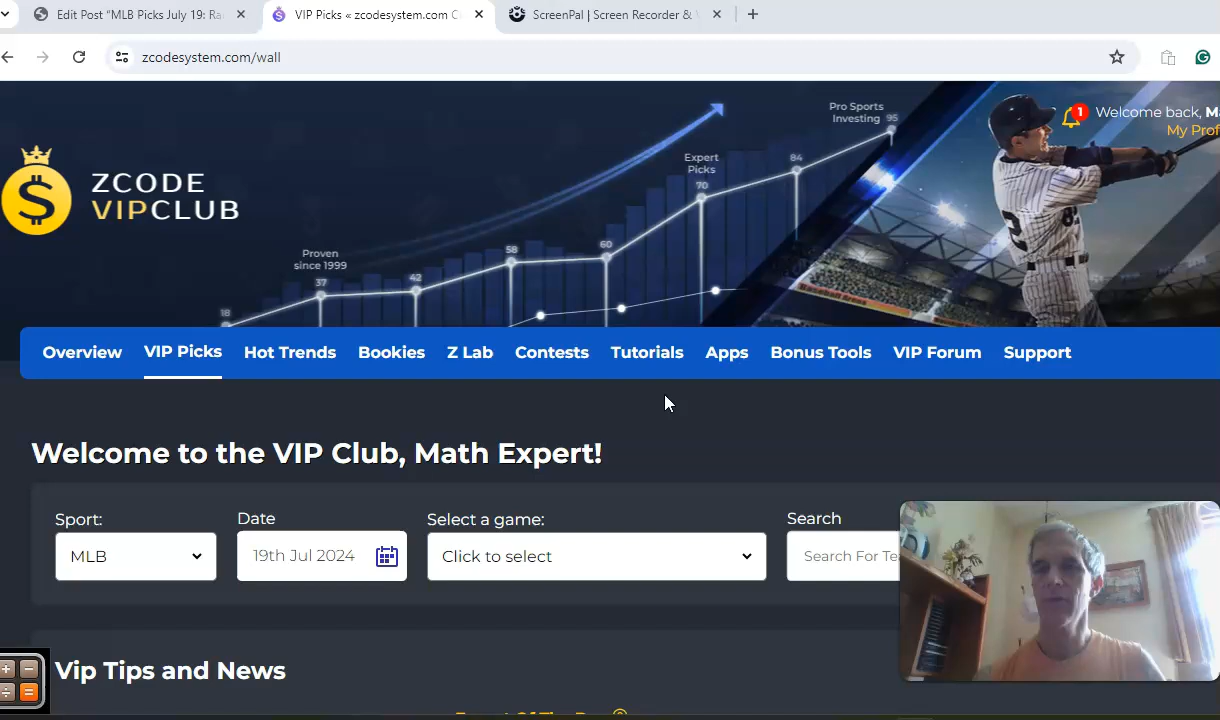 Edit Post "MLB Picks July 19: Ra
VIP Picks « zcodesystem.com C
ScreenPal | Screen Recorder &
zcodesystem.com/wall
Pro Sports
Investing 95
1
Welcome back, Ma
My Prof
84
Expert
Picks
70
ZCODE
VIPCLUB
$
60
58
Proven
since 1999
42
37
18
2
Overview VIP Picks Hot Trends Bookies Z Lab Contests Tutorials Apps Bonus Tools VIP Forum Support
Welcome to the VIP Club, Math Expert!
Sport: Date Select a game: Search
MLB 19th Jul 2024 Click to select Search For Te
Vip Tips and News